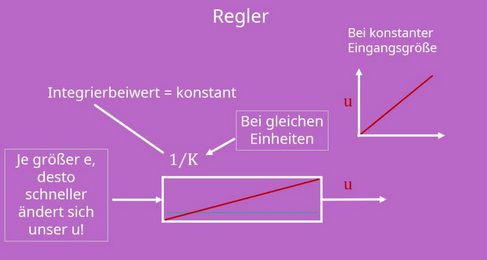 Regler
Bei konstanter
Eingangsgröße
u
Integrierbeiwert = konstant
Bei gleichen
Einheiten
1/K
Je größer e,
desto
schneller
ändert sich
unser u!
u